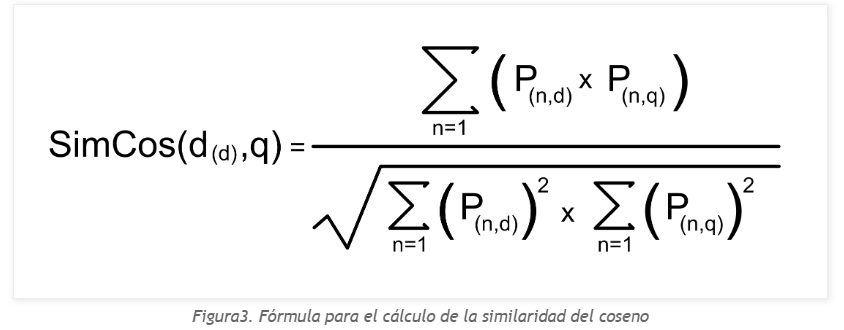 SimCos(d(d),q) = ∑n=1 (P(n,d) x P(n,q)) / √∑n=1 (P(n,d))2 x ∑n=1 (P(n,q))2
Figura3. Fórmula para el cálculo de la similaridad del coseno